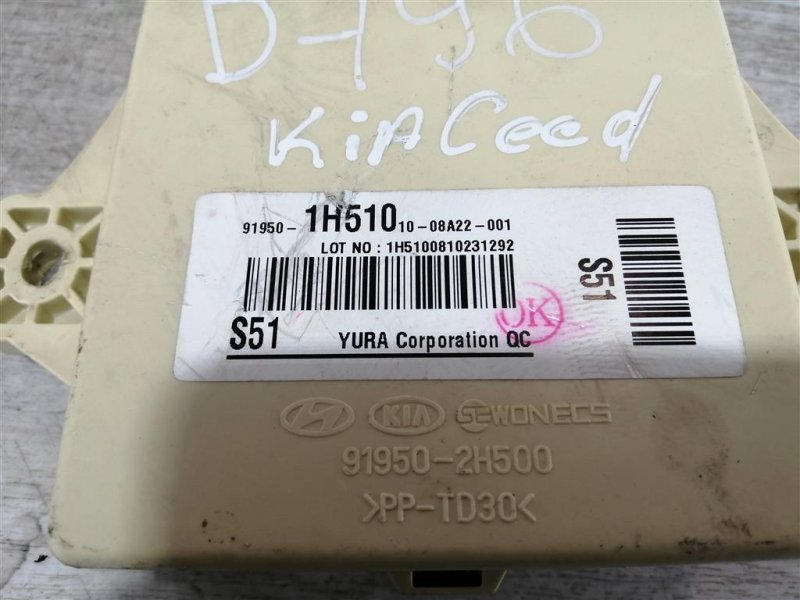 D-196
KIA Ceed
91950- 1H510 10-08A22-001
LOT NO : 1H5100810231292
S51
YURA Corporation QC
OK
S51
KIA SEWONECS
91950-2H500
>PP-TD30<